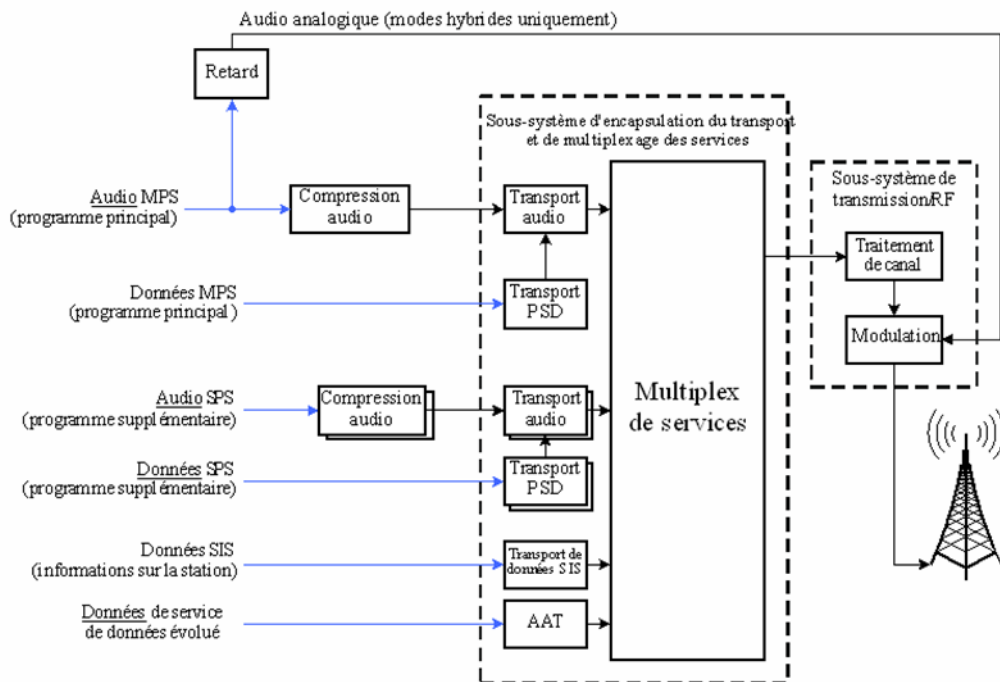 Audio analogique (modes hybrides uniquement)
Retard
Sous-système d'encapsulation du transport
et de multiplexage des services
Sous-système de
transmission/RF
Audio MPS
(programme principal)
Compression
audio
Transport
audio
Traitement
de canal
Données MPS
(programme principal)
Transport
PSD
Modulation
Multiplex
de services
Audio SPS
(programme supplémentaire)
Compression
audio
Transport
audio
Données SPS
(programme supplémentaire)
Transport
PSD
Données SIS
(informations sur la station)
Transport de
données SIS
Données de service
de données évolué
AAT